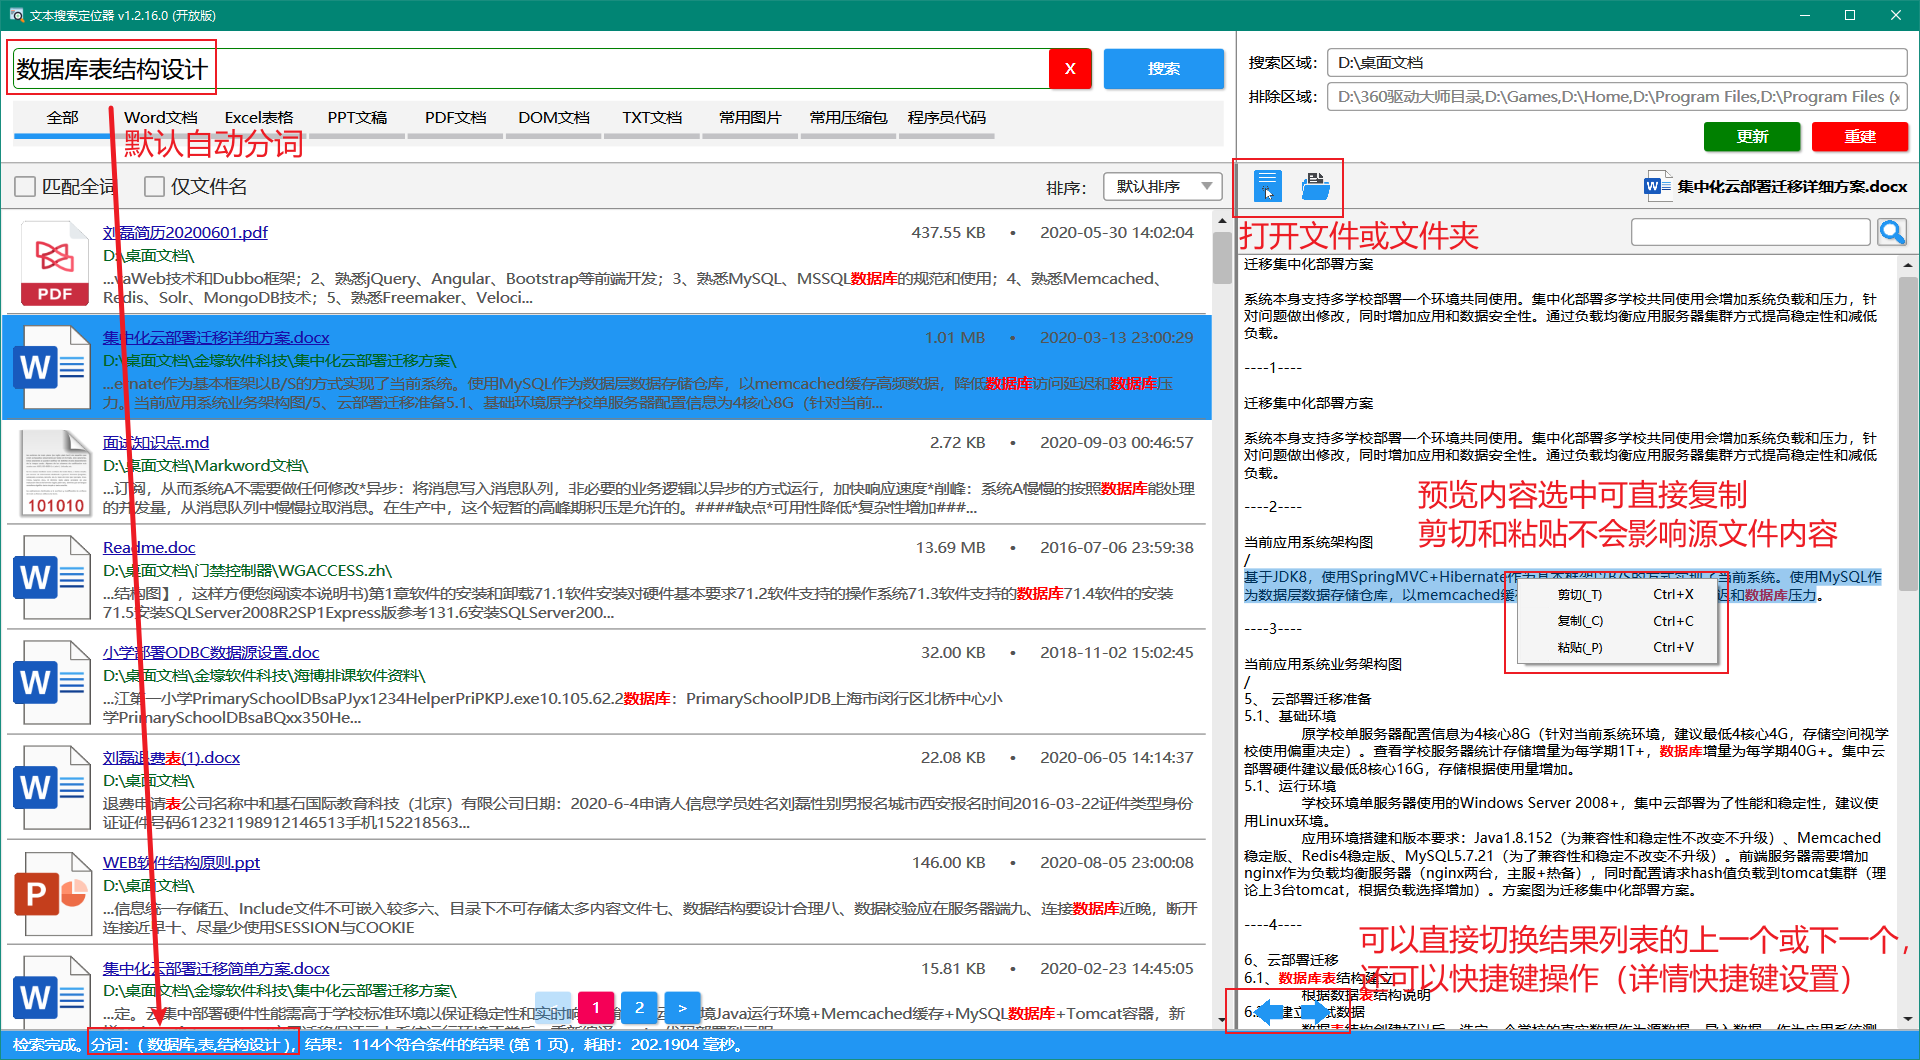 文本搜索定位器 v1.2.16.0 (开放版)
数据库表结构设计
X
搜索
全部
Word文档
Excel表格
PPT文稿
PDF文档
DOM文档
TXT文档
常用图片
常用压缩包
程序员代码
默认自动分词
匹配全词
仅文件名
排序：
默认排序
刘磊简历20200601.pdf
437.55 KB • 2020-05-30 14:02:04
D:\桌面文档\
...vaWeb技术和Dubbo框架；2、熟悉jQuery、Angular、Bootstrap等前端开发；3、熟悉MySQL、MSSQL数据库的规范和使用；4、熟悉Memcached、
Redis、Solr、MongoDB技术；5、熟悉Freemaker、Veloci...
PDF
集中化云部署迁移详细方案.docx
1.01 MB • 2020-03-13 23:00:29
D:\桌面文档\金壕软件科技\集中化云部署迁移方案\
...ernate作为基本框架以B/S的方式实现了当前系统。使用MySQL作为数据层数据存储仓库，以memcached缓存高频数据，降低数据库访问延迟和数据库压
力。当前应用系统业务架构图/5、云部署迁移准备5.1、基础环境原学校单服务器配置信息为4核心8G（针对当前...
W
面试知识点.md
2.72 KB • 2020-09-03 00:46:57
D:\桌面文档\Markword文档\
...订阅，从而系统A不需要做任何修改*异步：将消息写入消息队列，非必要的业务逻辑以异步的方式运行，加快响应速度*削峰：系统A慢慢的按照数据库能处理
的并发量，从消息队列中慢慢拉取消息。在生产中，这个短暂的高峰期积压是允许的。####缺点*可用性降低*复杂性增加###...
101010
Readme.doc
13.69 MB • 2016-07-06 23:59:38
D:\桌面文档\门禁控制器\WGACCESS.zh\
...结构图】，这样方便您阅读本说明书)第1章软件的安装和卸载71.1软件安装对硬件基本要求71.2软件支持的操作系统71.3软件支持的数据库71.4软件的安装
71.5安装SQLServer2008R2SP1Express版参考131.6安装SQLServer200...
W
小学部署ODBC数据源设置.doc
32.00 KB • 2018-11-02 15:02:45
D:\桌面文档\金壕软件科技\海博排课软件资料\
...江第一小学PrimarySchoolDBsaPJyx1234HelperPriPKPJ.exe10.105.62.2数据库：PrimarySchoolPJDB上海市闵行区北桥中心小
学PrimarySchoolDBsaBQxx350He...
W
刘磊退费表(1).docx
22.08 KB • 2020-06-05 14:14:37
D:\桌面文档\
退费申请表公司名称中和基石国际教育科技（北京）有限公司日期：2020-6-4申请人信息学员姓名刘磊性别男报名城市西安报名时间2016-03-22证件类型身份
证证件号码612321198912146513手机152218563...
W
WEB软件结构原则.ppt
146.00 KB • 2020-08-05 23:00:08
D:\桌面文档\
...信息统一存储五、Include文件不可嵌入较多六、目录下不可存储太多内容文件七、数据结构要设计合理八、数据校验应在服务器端九、连接数据库近晚，断开
连接近早十、尽量少使用SESSION与COOKIE
P
集中化云部署迁移简单方案.docx
15.81 KB • 2020-02-23 14:45:05
D:\桌面文档\金壕软件科技\集中化云部署迁移方案\
...定。云集中部署硬件性能需高于学校标准环境以保证稳定性和实时响 境Java运行环境+Memcached缓存+MySQL数据库+Tomcat容器，新
W
1
2
>
检索完成。分词：( 数据库,表,结构设计 )，结果：114个符合条件的结果 (第 1 页)，耗时：202.1904 毫秒。
搜索区域：
D:\桌面文档
排除区域：
D:\360驱动大师目录,D:\Games,D:\Home,D:\Program Files,D:\Program Files (x
更新
重建
W
集中化云部署迁移详细方案.docx
打开文件或文件夹
迁移集中化部署方案
系统本身支持多学校部署一个环境共同使用。集中化部署多学校共同使用会增加系统负载和压力，针
对问题做出修改，同时增加应用和数据安全性。通过负载均衡应用服务器集群方式提高稳定性和减低
负载。
----1----
迁移集中化部署方案
系统本身支持多学校部署一个环境共同使用。集中化部署多学校共同使用会增加系统负载和压力，针
对问题做出修改，同时增加应用和数据安全性。通过负载均衡应用服务器集群方式提高稳定性和减低
负载。
----2----
预览内容选中可直接复制
剪切和粘贴不会影响源文件内容
当前应用系统架构图
/
基于JDK8，使用SpringMVC+Hibernate作为基本框架以B/S的方式实现了当前系统。使用MySQL作
为数据层数据存储仓库，以memcached缓存 迟和数据库压力。
剪切(_T) Ctrl+X
复制(_C) Ctrl+C
粘贴(_P) Ctrl+V
----3----
当前应用系统业务架构图
/
5、 云部署迁移准备
5.1、基础环境
原学校单服务器配置信息为4核心8G（针对当前系统环境，建议最低4核心4G，存储空间视学
校使用偏重决定）。查看学校服务器统计存储增量为每学期1T+，数据库增量为每学期40G+。集中云
部署硬件建议最低8核心16G，存储根据使用量增加。
5.1、运行环境
学校环境单服务器使用的Windows Server 2008+，集中云部署为了性能和稳定性，建议使
用Linux环境。
应用环境搭建和版本要求：Java1.8.152（为兼容性和稳定性不改变不升级）、Memcached
稳定版、Redis4稳定版、MySQL5.7.21（为了兼容性和稳定不改变不升级）。前端服务器需要增加
nginx作为负载均衡服务器（nginx两台，主服+热备），同时配置请求hash值负载到tomcat集群（理
论上3台tomcat，根据负载选择增加）。方案图为迁移集中化部署方案。
----4----
可以直接切换结果列表的上一个或下一个，
还可以快捷键操作（详情快捷键设置）
6、云部署迁移
6.1、数据库表结构建立
根据数据表结构说明
建立 试数据
数据表结构创建好以后，选定一个学校的真实数据作为源数据，导入数据，作为应用系统测